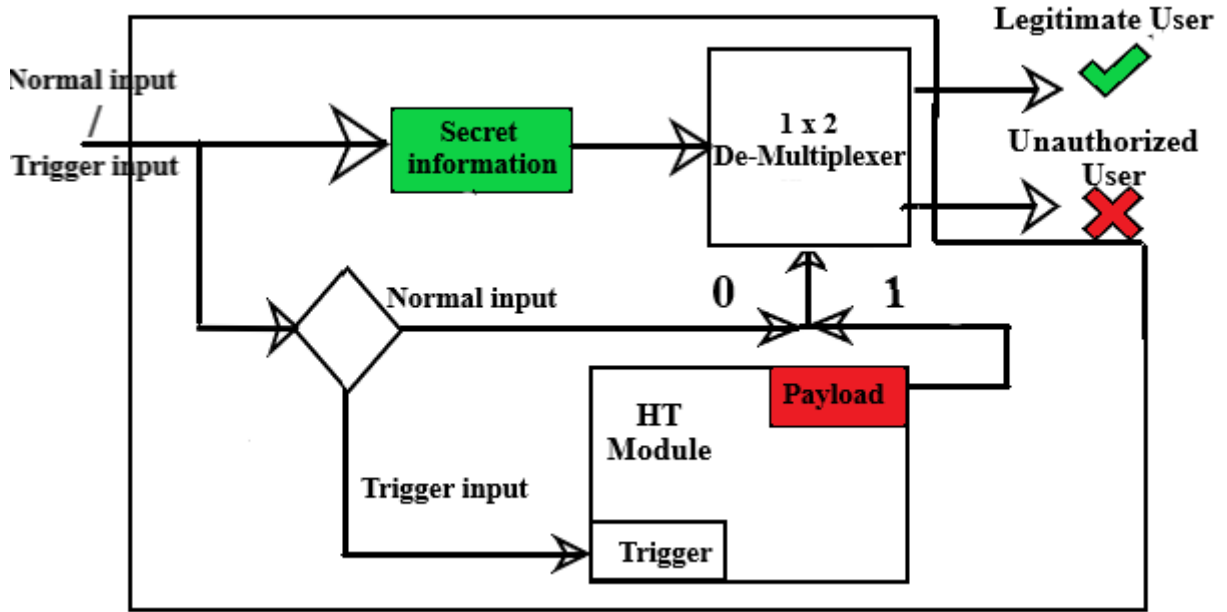 Legitimate User
Normal input
/
Trigger input
Secret
information
1 x 2
De-Multiplexer
Unauthorized
User
Normal input
0
1
Payload
HT
Module
Trigger input
Trigger